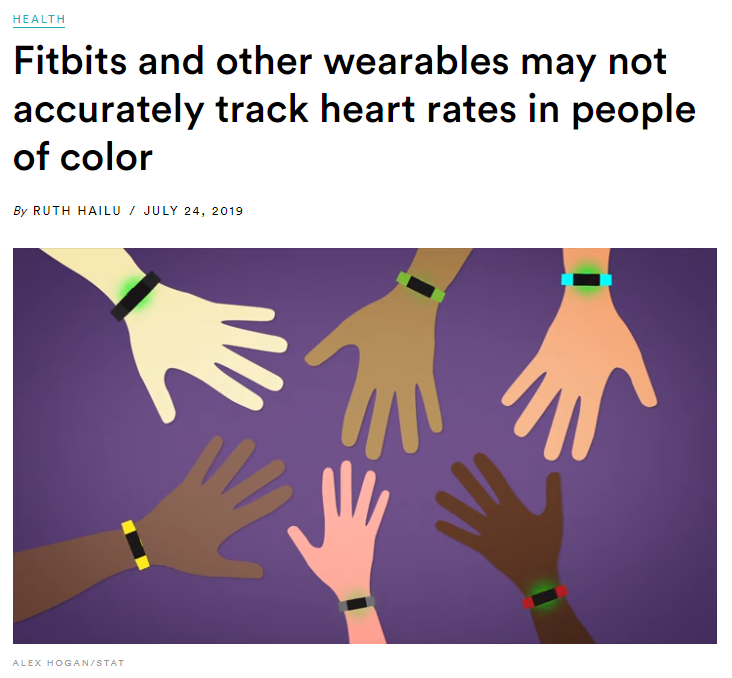 HEALTH
Fitbits and other wearables may not
accurately track heart rates in people
of color
By RUTH HAILU / JULY 24, 2019
ALEX HOGAN/STAT